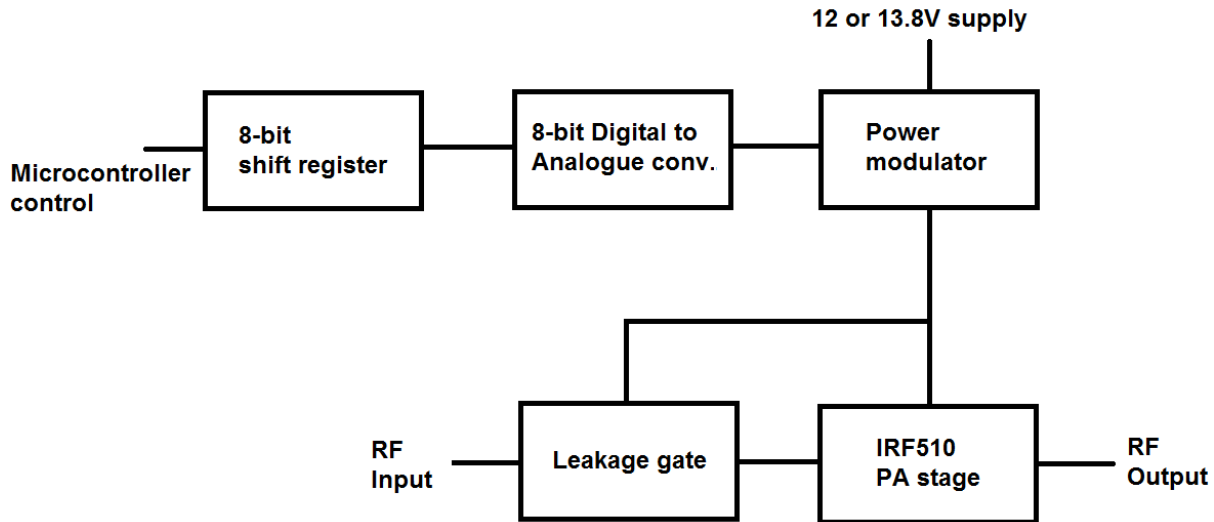 12 or 13.8V supply
8-bit
shift register
8-bit Digital to
Analogue conv..
Power
modulator
Microcontroller
control
RF
Input
Leakage gate
IRF510
PA stage
RF
Output